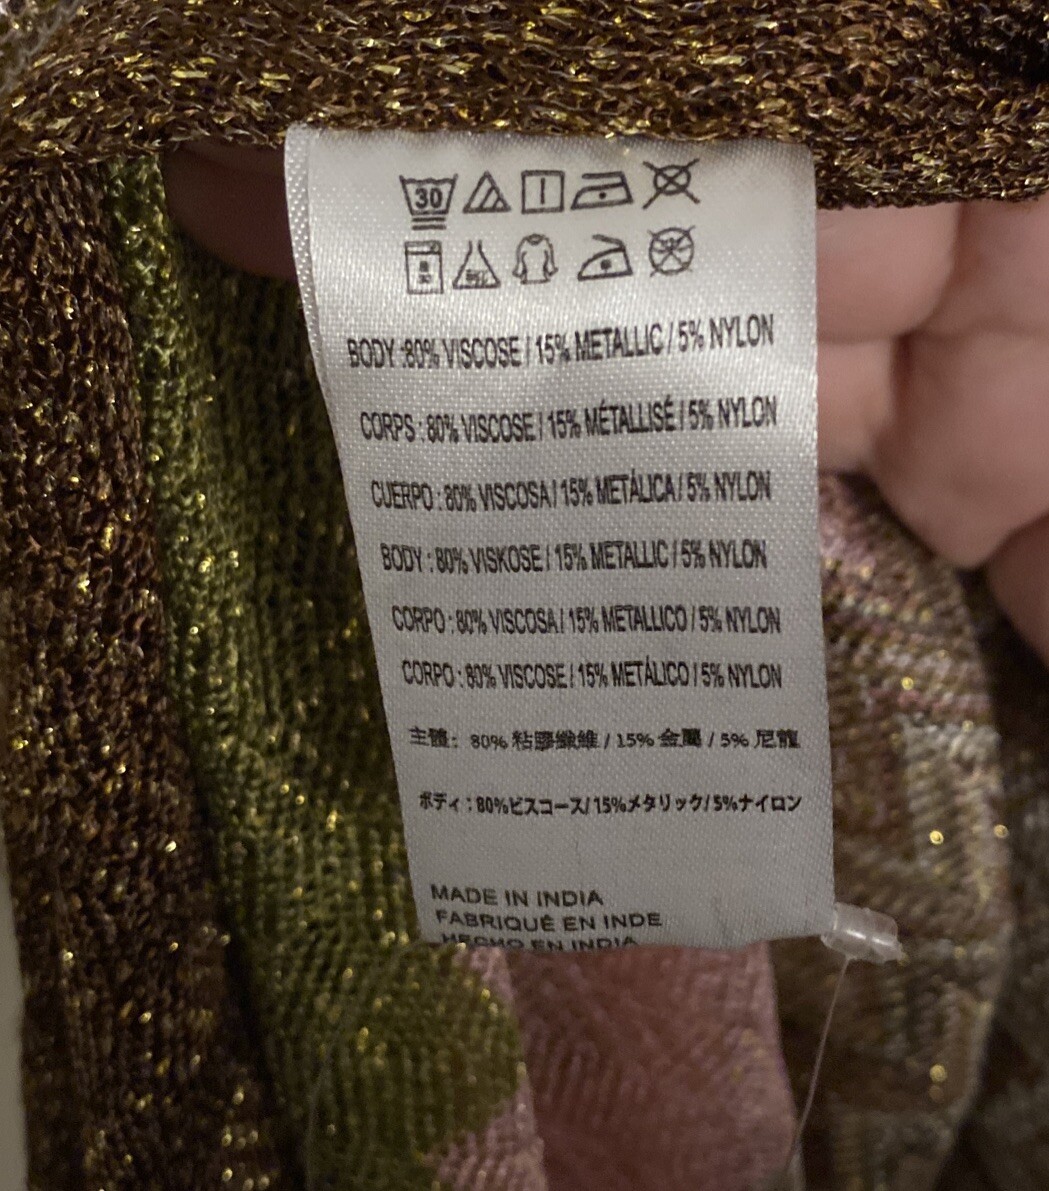 30
BODY :80% VISCOSE / 15% METALLIC / 5% NYLON
CORPS : 80% VISCOSE / 15% MÉTALLISÉ / 5% NYLON
CUERPO : 80% VISCOSA / 15% METÁLICA / 5% NYLON
BODY : 80% VISKOSE / 15% METALLIC / 5% NYLON
CORPO : 80% VISCOSA / 15% METALLICO / 5% NYLON
CORPO : 80% VISCOSE / 15% METÁLICO / 5% NYLON
主體: 80% 粘膠纖維 / 15% 金屬 / 5% 尼龍
ボディ : 80%ビスコース/ 15%メタリック/ 5%ナイロン
MADE IN INDIA
FABRIQUÉ EN INDE
HECHO EN INDIA